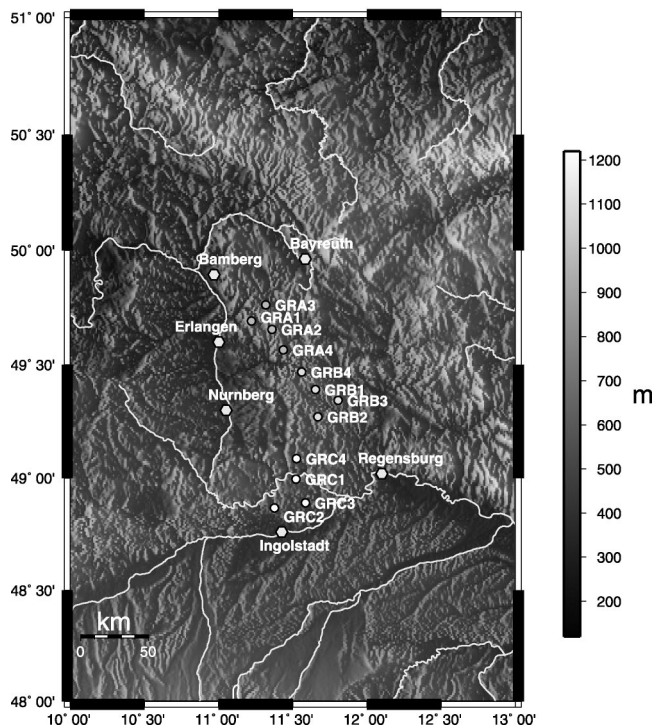 51° 00'
50° 30'
50° 00'
49° 30'
49° 00'
48° 30'
48° 00'
Bayreuth
Bamberg
GRA3
GRA1
Erlangen
GRA2
GRA4
GRB4
GRB1
Nurnberg
GRB3
GRB2
GRC4
Regensburg
GRC1
GRC3
GRC2
Ingolstadt
km
0 50
10° 00' 10° 30' 11° 00' 11° 30' 12° 00' 12° 30' 13° 00'
1200
1100
1000
900
800
700
600
500
400
300
200
m